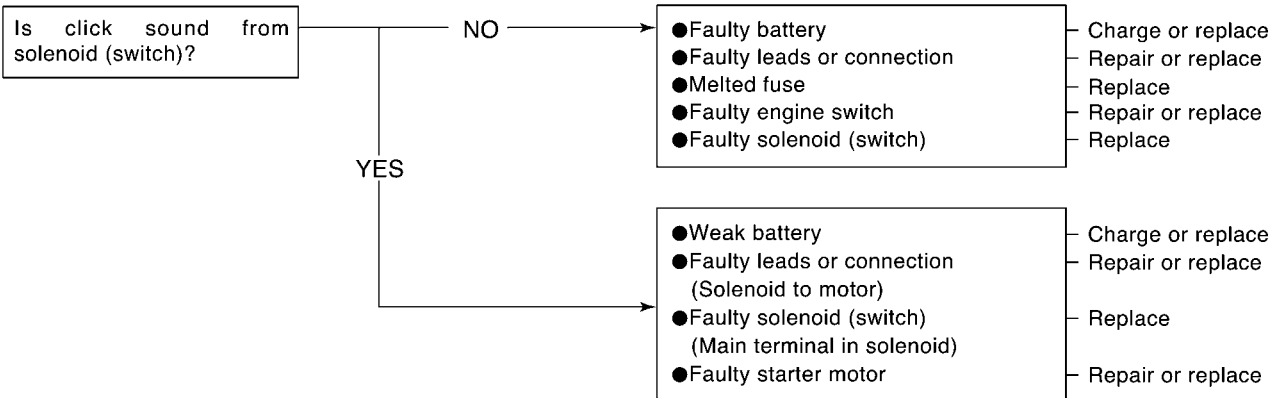 Is click sound from
solenoid (switch)?
NO
●Faulty battery
Charge or replace
●Faulty leads or connection
Repair or replace
●Melted fuse
Replace
●Faulty engine switch
Repair or replace
●Faulty solenoid (switch)
Replace
YES
●Weak battery
Charge or replace
●Faulty leads or connection
Repair or replace
(Solenoid to motor)
●Faulty solenoid (switch)
Replace
(Main terminal in solenoid)
●Faulty starter motor
Repair or replace